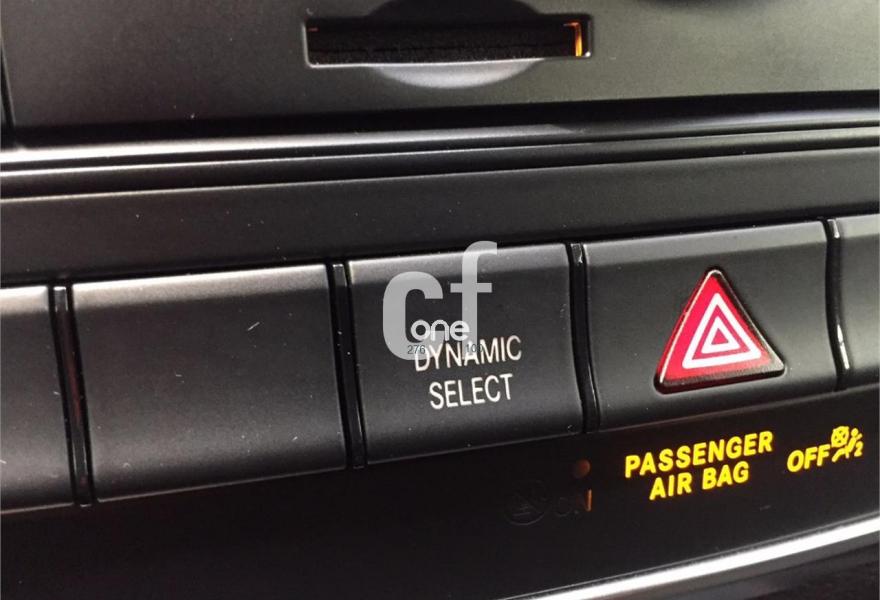 cf
one
DYNAMIC
SELECT
PASSENGER
AIR BAG
OFF
ON